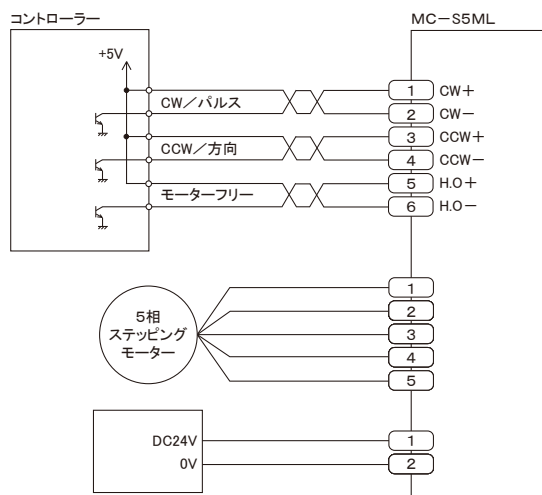 コントローラー
MC－S5ML
+5V
CW／パルス
1 CW＋
2 CW－
CCW／方向
3 CCW＋
4 CCW－
モーターフリー
5 H.O＋
6 H.O－
5相
ステッピング
モーター
1
2
3
4
5
DC24V
1
0V
2